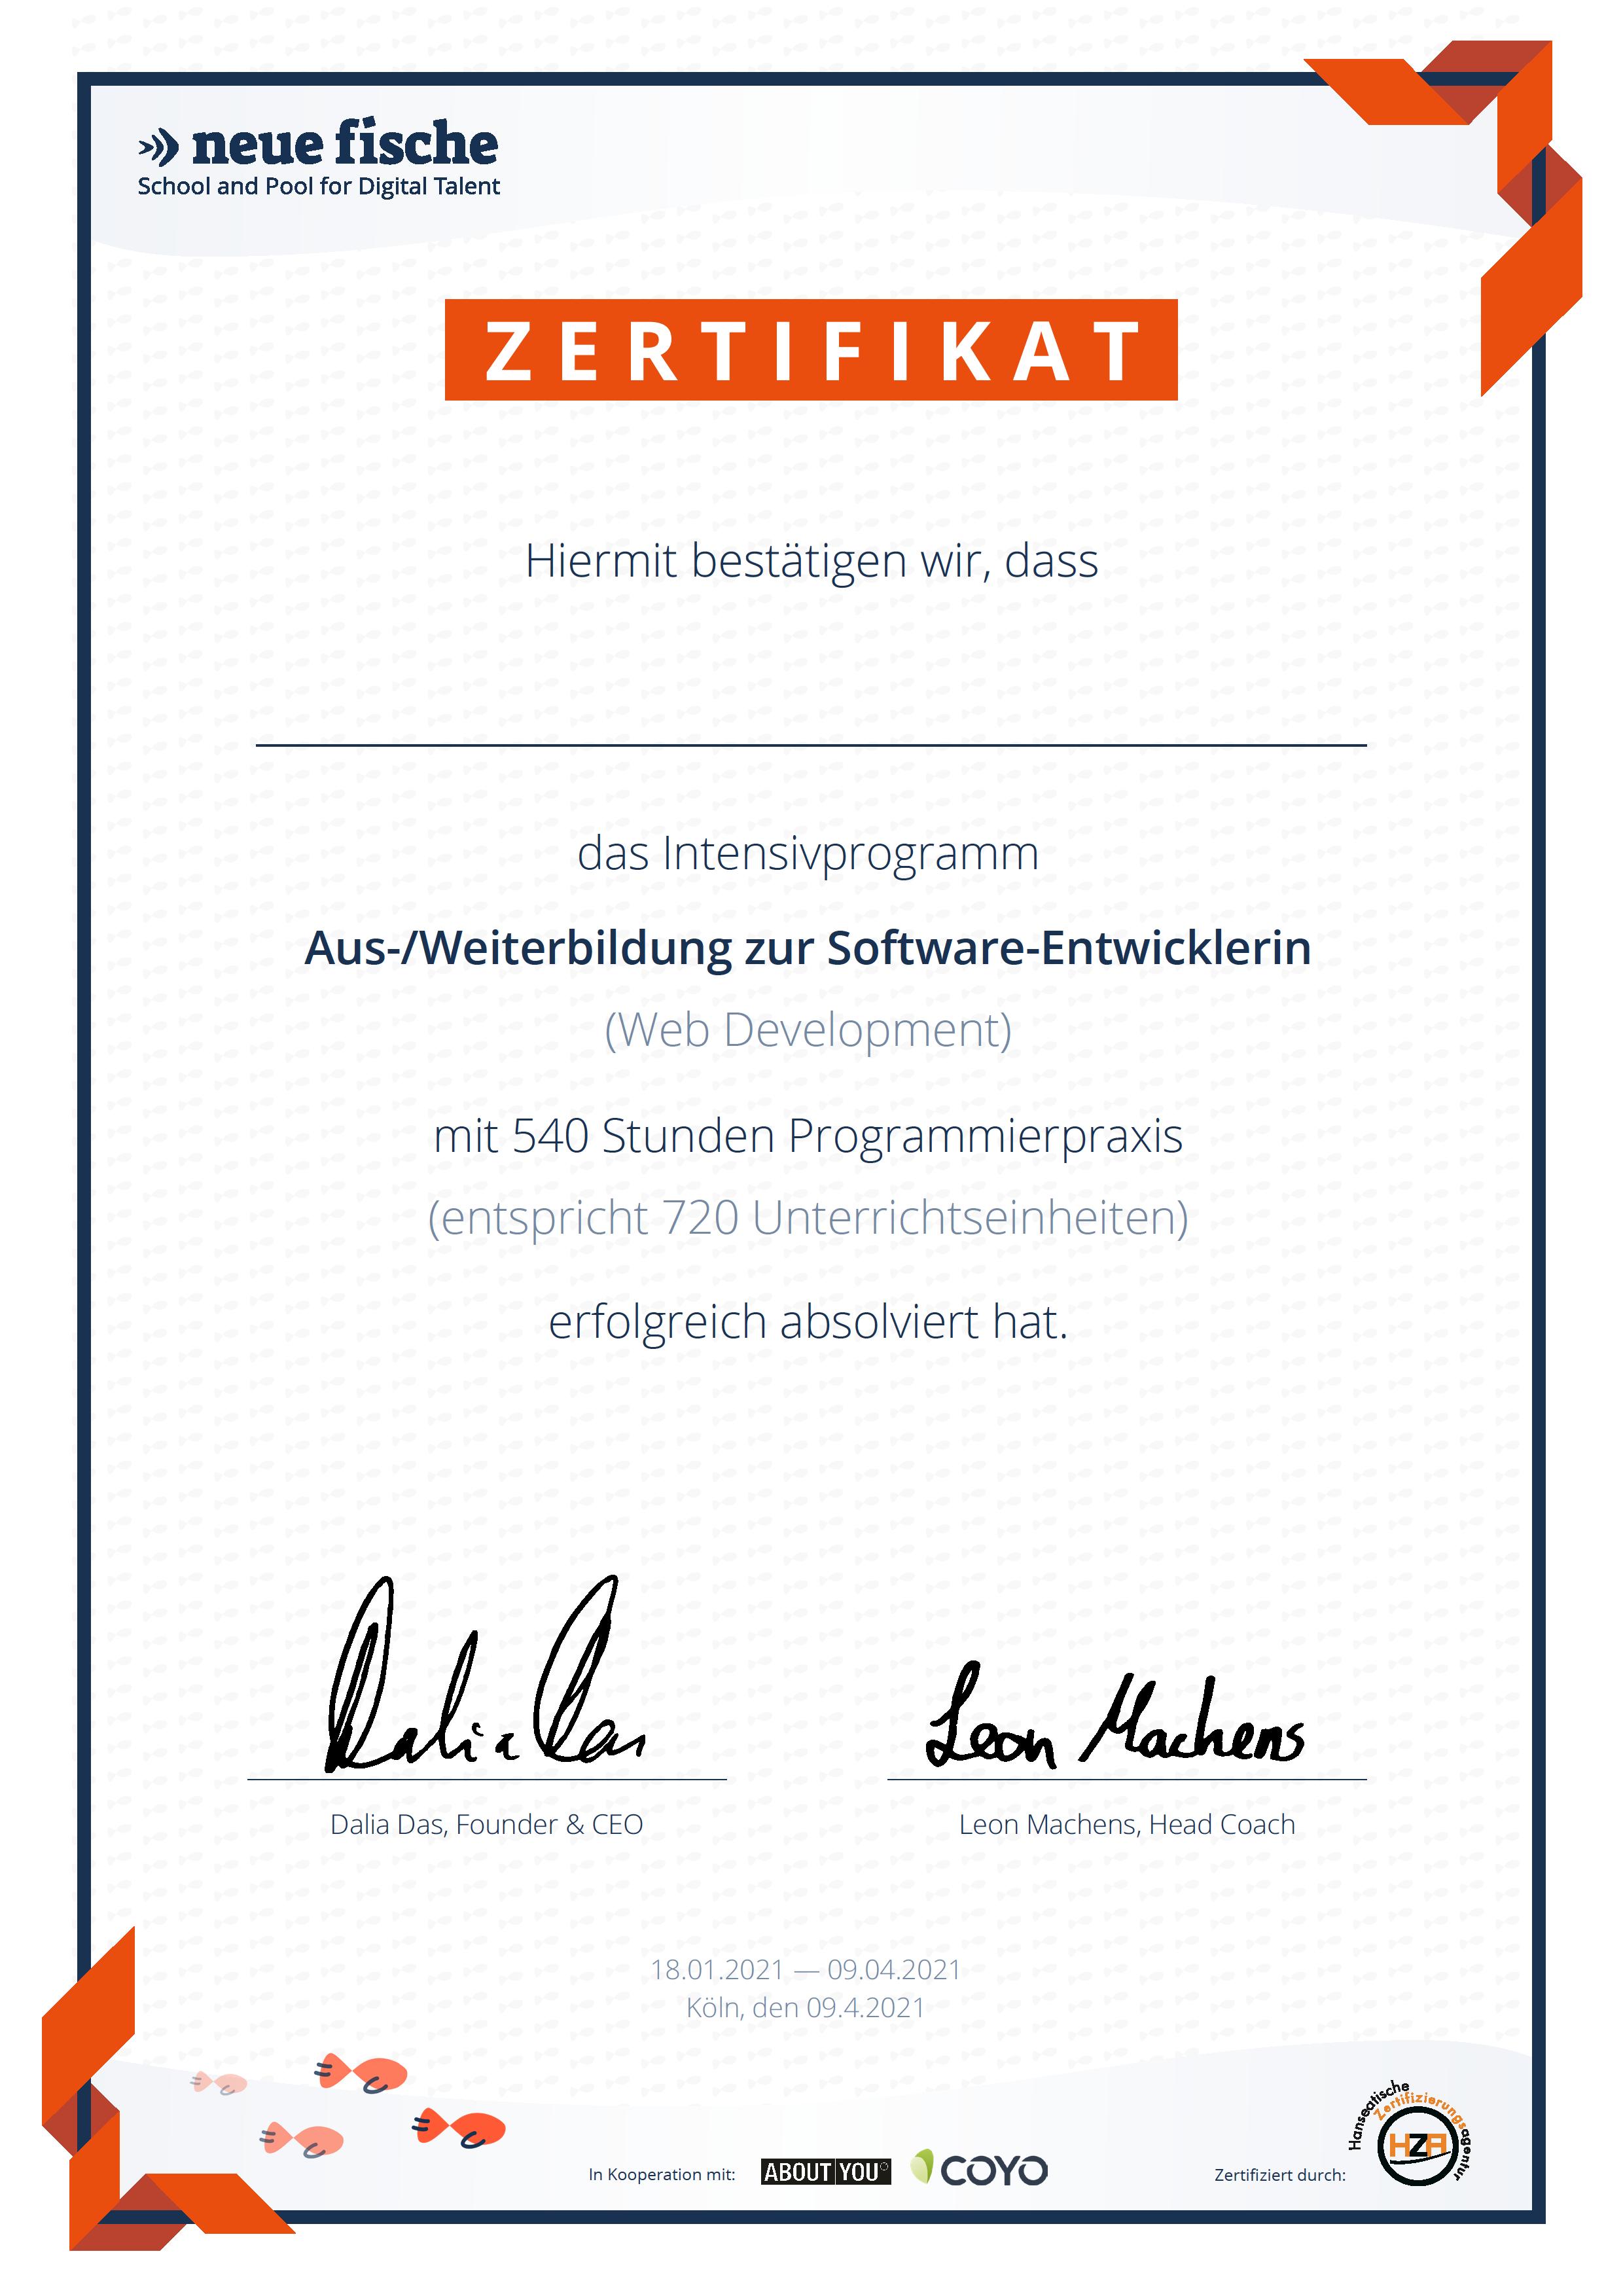 neue fische
School and Pool for Digital Talent
ZERTIFIKAT
Hiermit bestätigen wir, dass
das Intensivprogramm
Aus-/Weiterbildung zur Software-Entwicklerin
(Web Development)
mit 540 Stunden Programmierpraxis
(entspricht 720 Unterrichtseinheiten)
erfolgreich absolviert hat.
Dalia Das
Leon Machens
Dalia Das, Founder & CEO
Leon Machens, Head Coach
18.01.2021 — 09.04.2021
Köln, den 09.4.2021
In Kooperation mit:
ABOUT YOU
COYO
Zertifiziert durch:
Hanseatische
Zertifizierungsagentur
HZA